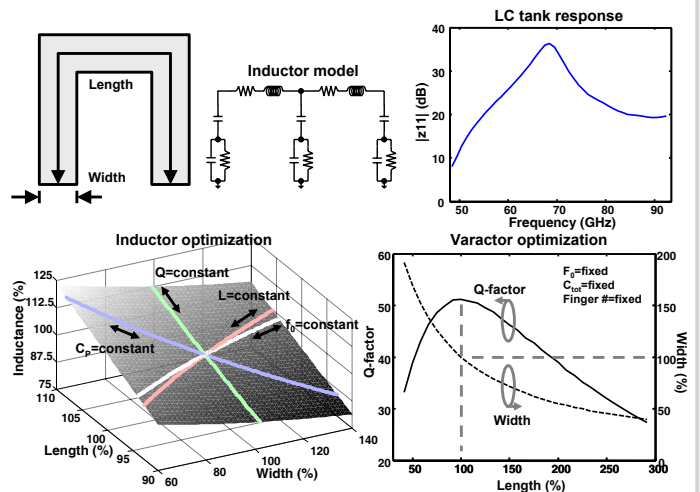 Length
Width
Inductor model
LC tank response
40
30
20
10
0
|z11| (dB)
50
60
70
80
90
Frequency (GHz)
Inductor optimization
125
112.5
100
87.5
75
Inductance (%)
Q=constant
L=constant
f0=constant
CP=constant
110
105
100
95
90
Length (%)
60
80
100
120
140
Width (%)
Varactor optimization
60
50
40
30
20
Q-factor
F0=fixed
Ctot=fixed
Finger #=fixed
Q-factor
Width
200
150
100
50
0
Width (%)
50
100
150
200
250
300
Length (%)